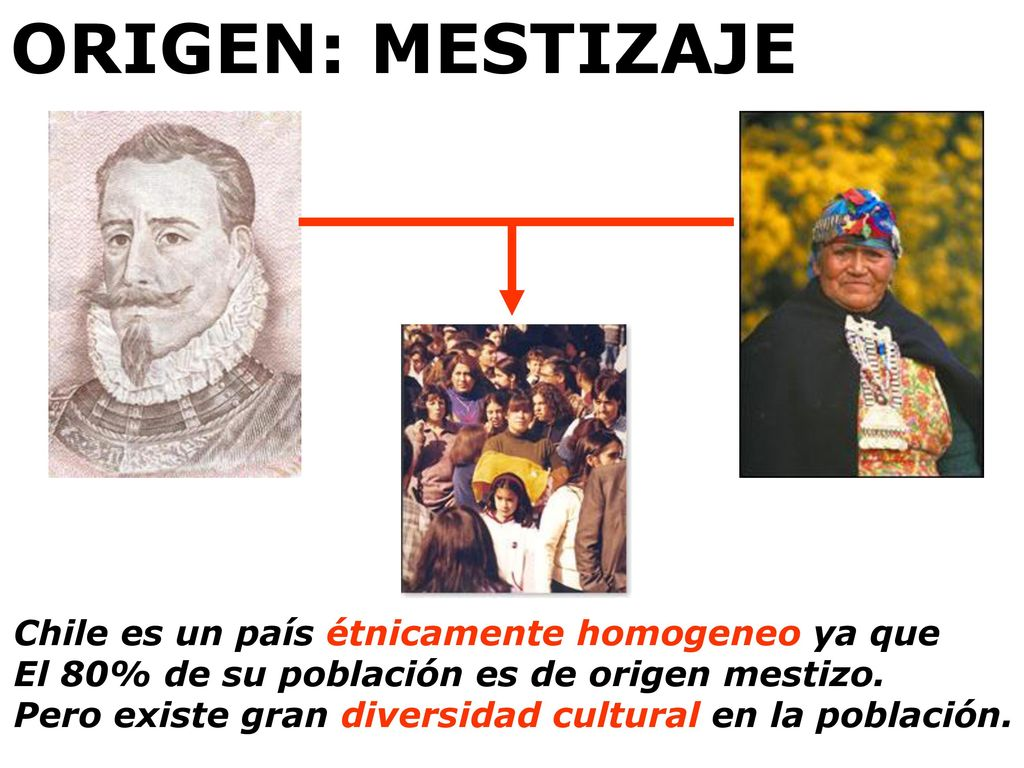 ORIGEN: MESTIZAJE
Chile es un país étnicamente homogeneo ya que
El 80% de su población es de origen mestizo.
Pero existe gran diversidad cultural en la población.